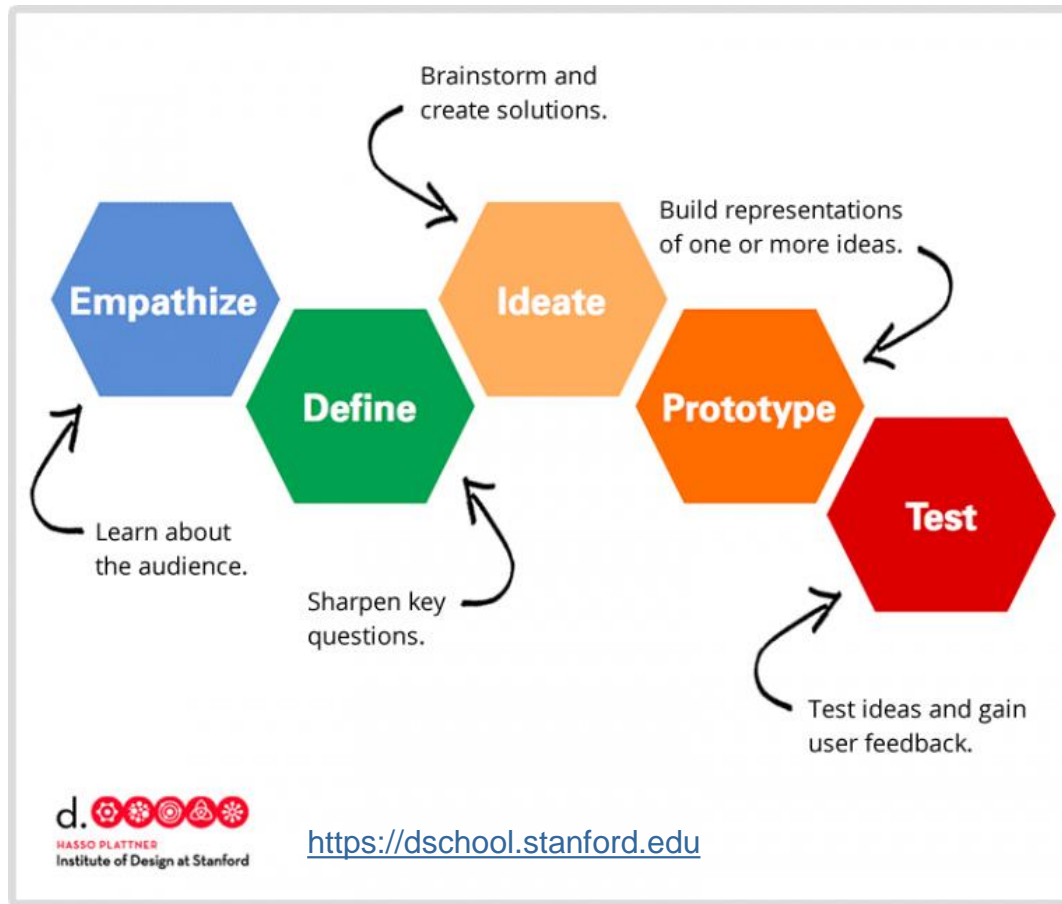 Brainstorm and
create solutions.
Build representations
of one or more ideas.
Empathize
Ideate
Define
Prototype
Test
Learn about
the audience.
Sharpen key
questions.
Test ideas and gain
user feedback.
d.
HASSO PLATTNER
Institute of Design at Stanford
https://dschool.stanford.edu